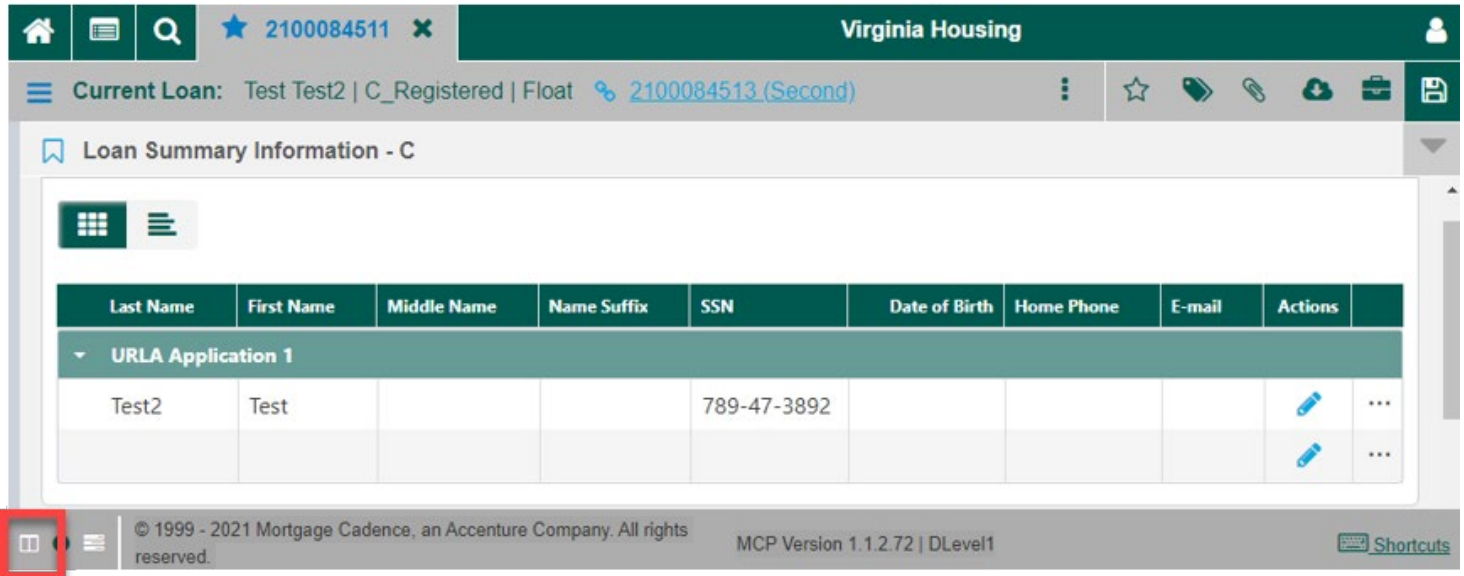 2100084511 Virginia Housing
Current Loan: Test Test2 | C_Registered | Float 2100084513 (Second)
Loan Summary Information - C
Last Name First Name Middle Name Name Suffix SSN Date of Birth Home Phone E-mail Actions
URLA Application 1
Test2 Test 789-47-3892
© 1999 - 2021 Mortgage Cadence, an Accenture Company. All rights
reserved.
MCP Version 1.1.2.72 | DLevel1
Shortcuts